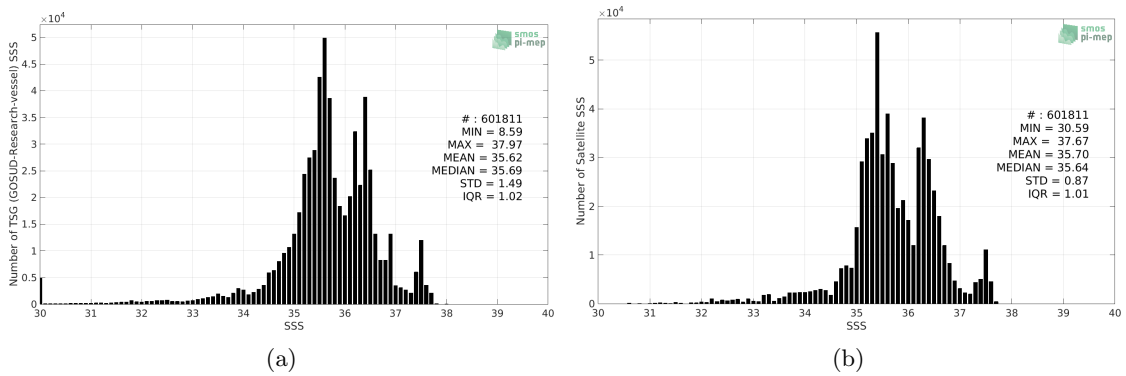 ×10⁴
smos
pi-mep
Number of TSG (GOSUD-Research-vessel) SSS
5
4.5
4
3.5
3
2.5
2
1.5
1
0.5
0
# : 601811
MIN = 8.59
MAX = 37.97
MEAN = 35.62
MEDIAN = 35.69
STD = 1.49
IQR = 1.02
30 31 32 33 34 35 36 37 38 39 40
SSS
(a)
×10⁴
smos
pi-mep
Number of Satellite SSS
5
4
3
2
1
0
# : 601811
MIN = 30.59
MAX = 37.67
MEAN = 35.70
MEDIAN = 35.64
STD = 0.87
IQR = 1.01
30 31 32 33 34 35 36 37 38 39 40
SSS
(b)